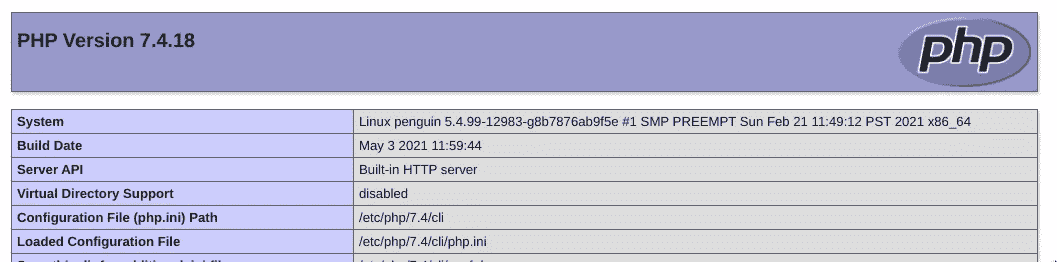 PHP Version 7.4.18
php
System Linux penguin 5.4.99-12983-g8b7876ab9f5e #1 SMP PREEMPT Sun Feb 21 11:49:12 PST 2021 x86_64
Build Date May 3 2021 11:59:44
Server API Built-in HTTP server
Virtual Directory Support disabled
Configuration File (php.ini) Path /etc/php/7.4/cli
Loaded Configuration File /etc/php/7.4/cli/php.ini